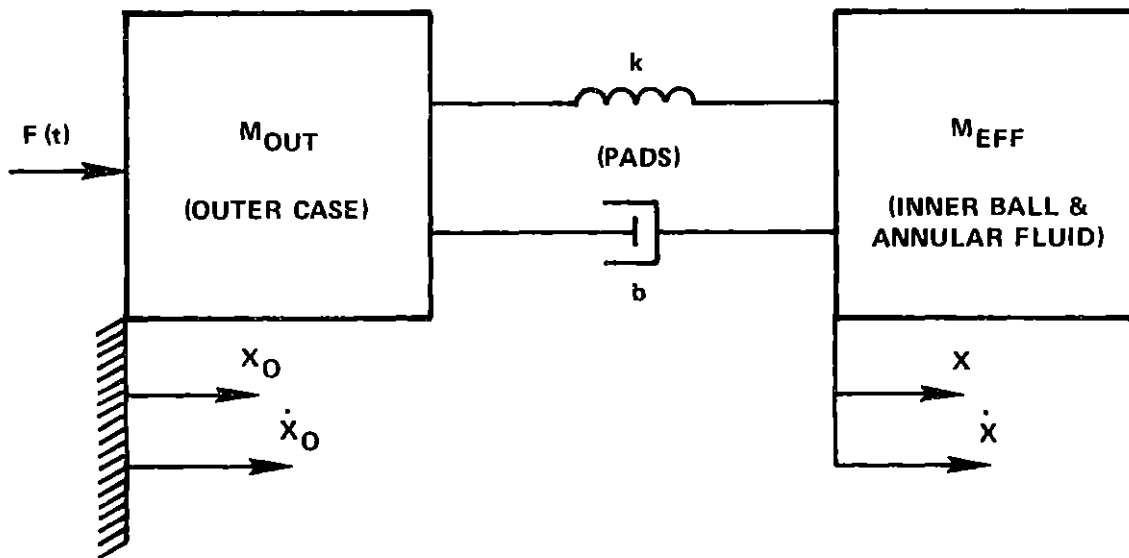 F (t)
M_OUT
(OUTER CASE)
k
(PADS)
b
M_EFF
(INNER BALL &
ANNULAR FLUID)
X_O
Ẋ_O
X
Ẋ